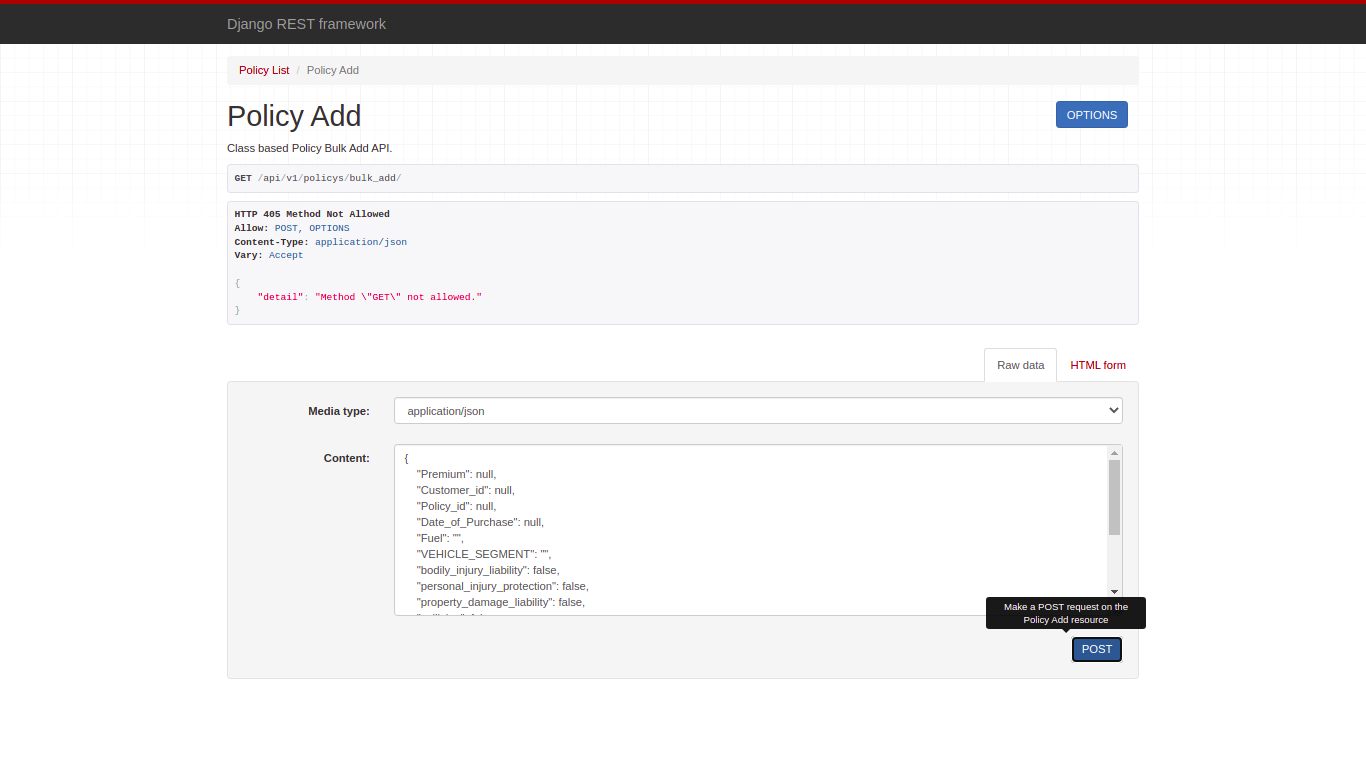 Django REST framework
Policy List / Policy Add
Policy Add
OPTIONS
Class based Policy Bulk Add API.
GET /api/v1/policys/bulk_add/
HTTP 405 Method Not Allowed
Allow: POST, OPTIONS
Content-Type: application/json
Vary: Accept
{
"detail": "Method \"GET\" not allowed."
}
Raw data
HTML form
Media type:
application/json
Content:
{
"Premium": null,
"Customer_id": null,
"Policy_id": null,
"Date_of_Purchase": null,
"Fuel": "",
"VEHICLE_SEGMENT": "",
"bodily_injury_liability": false,
"personal_injury_protection": false,
"property_damage_liability": false,
Make a POST request on the
Policy Add resource
POST